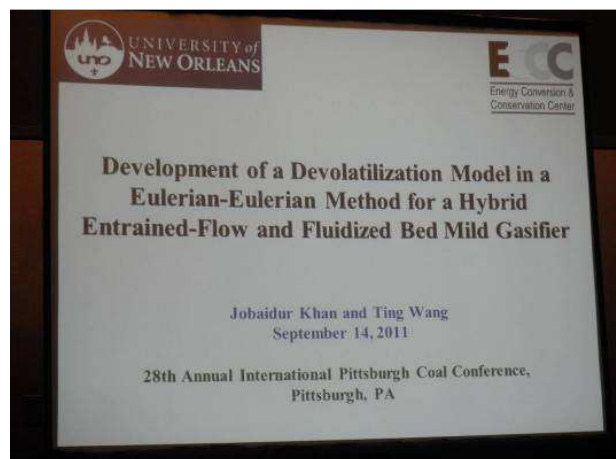 UNIVERSITY of
NEW ORLEANS
uno
E CC
Energy Conversion &
Conservation Center
Development of a Devolatilization Model in a
Eulerian-Eulerian Method for a Hybrid
Entrained-Flow and Fluidized Bed Mild Gasifier
Jobaidur Khan and Ting Wang
September 14, 2011
28th Annual International Pittsburgh Coal Conference,
Pittsburgh, PA